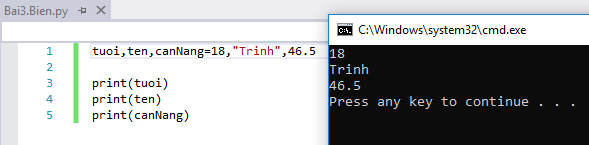 Bai3.Bien.py
1 tuoi,ten,canNang=18,"Trinh",46.5
2
3 print(tuoi)
4 print(ten)
5 print(canNang)
C:\Windows\system32\cmd.exe
C:\.
18
Trinh
46.5
Press any key to continue . . .